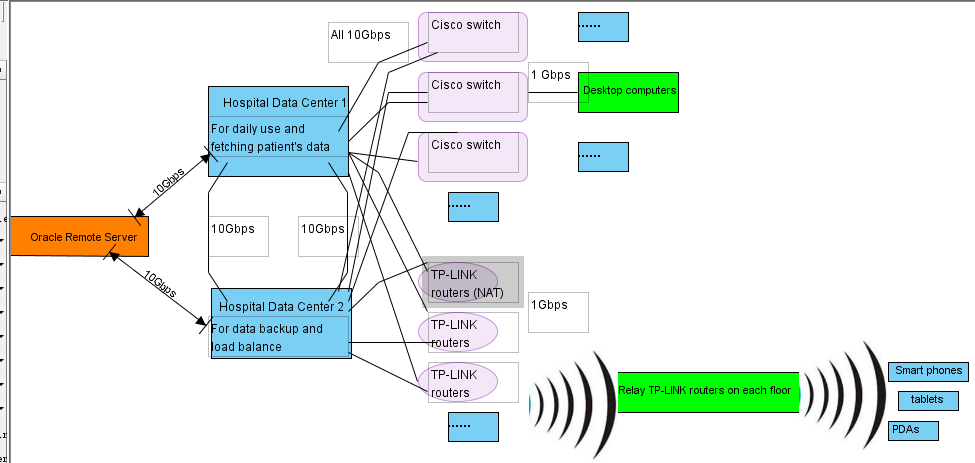 All 10Gbps
Cisco switch
......
1 Gbps
Cisco switch
Desktop computers
Hospital Data Center 1
For daily use and
fetching patient's data
Cisco switch
......
10Gbps
......
10Gbps
10Gbps
Oracle Remote Server
10Gbps
TP-LINK
routers (NAT)
Hospital Data Center 2
For data backup and
load balance
1Gbps
TP-LINK
routers
TP-LINK
routers
......
Relay TP-LINK routers on each floor
Smart phones
tablets
PDAs